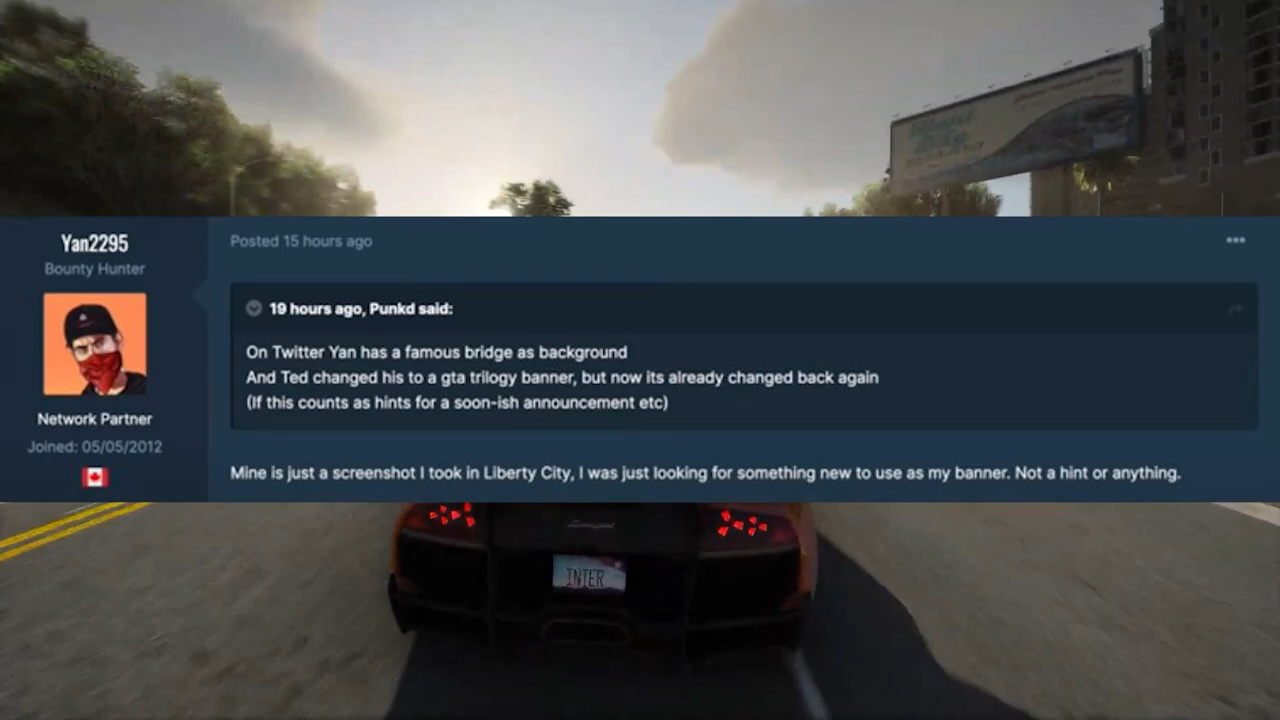 Yan2295
Bounty Hunter
Network Partner
Joined: 05/05/2012
Posted 15 hours ago
19 hours ago, Punkd said:
On Twitter Yan has a famous bridge as background
And Ted changed his to a gta trilogy banner, but now its already changed back again
(If this counts as hints for a soon-ish announcement etc)
Mine is just a screenshot I took in Liberty City, I was just looking for something new to use as my banner. Not a hint or anything.
INTER